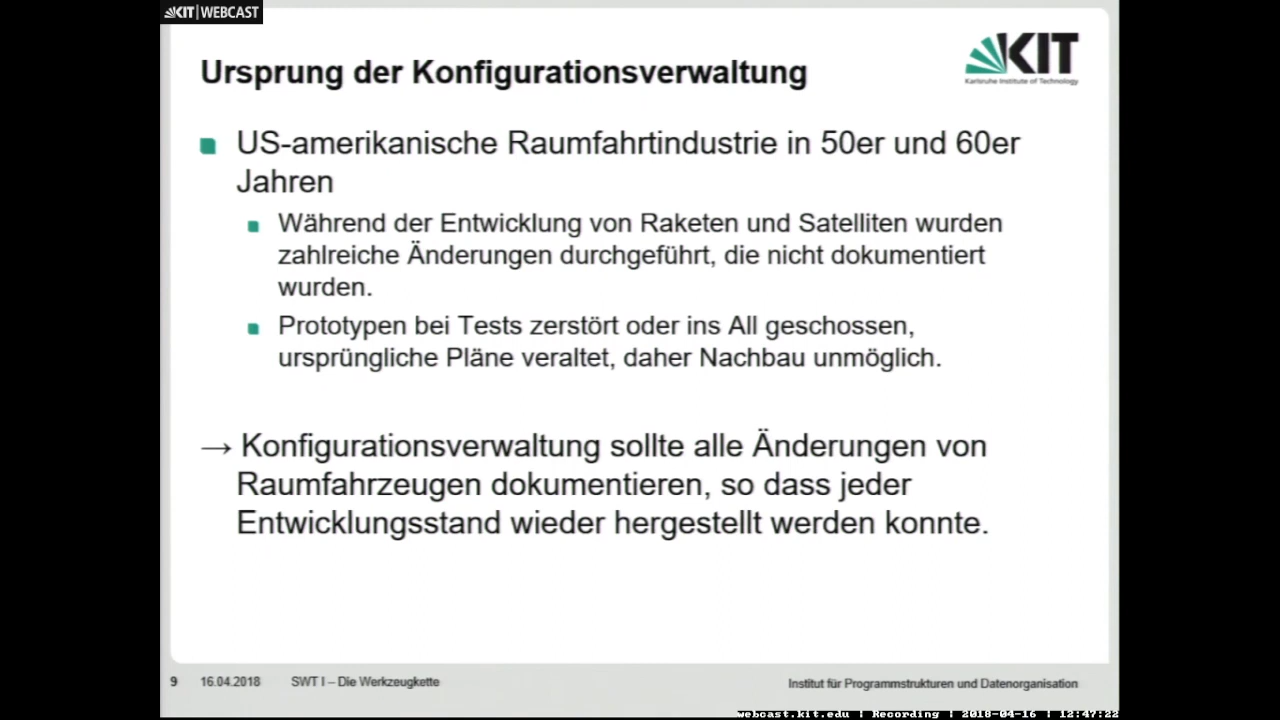 KIT | WEBCAST
Ursprung der Konfigurationsverwaltung
KIT
Karlsruhe Institute of Technology
US-amerikanische Raumfahrtindustrie in 50er und 60er
Jahren
Während der Entwicklung von Raketen und Satelliten wurden
zahlreiche Änderungen durchgeführt, die nicht dokumentiert
wurden.
Prototypen bei Tests zerstört oder ins All geschossen,
ursprüngliche Pläne veraltet, daher Nachbau unmöglich.
→ Konfigurationsverwaltung sollte alle Änderungen von
Raumfahrzeugen dokumentieren, so dass jeder
Entwicklungsstand wieder hergestellt werden konnte.
9 16.04.2018 SWT I – Die Werkzeugkette Institut für Programmstrukturen und Datenorganisation
webcast.kit.edu | Recording | 2018-04-16 | 12:47:22